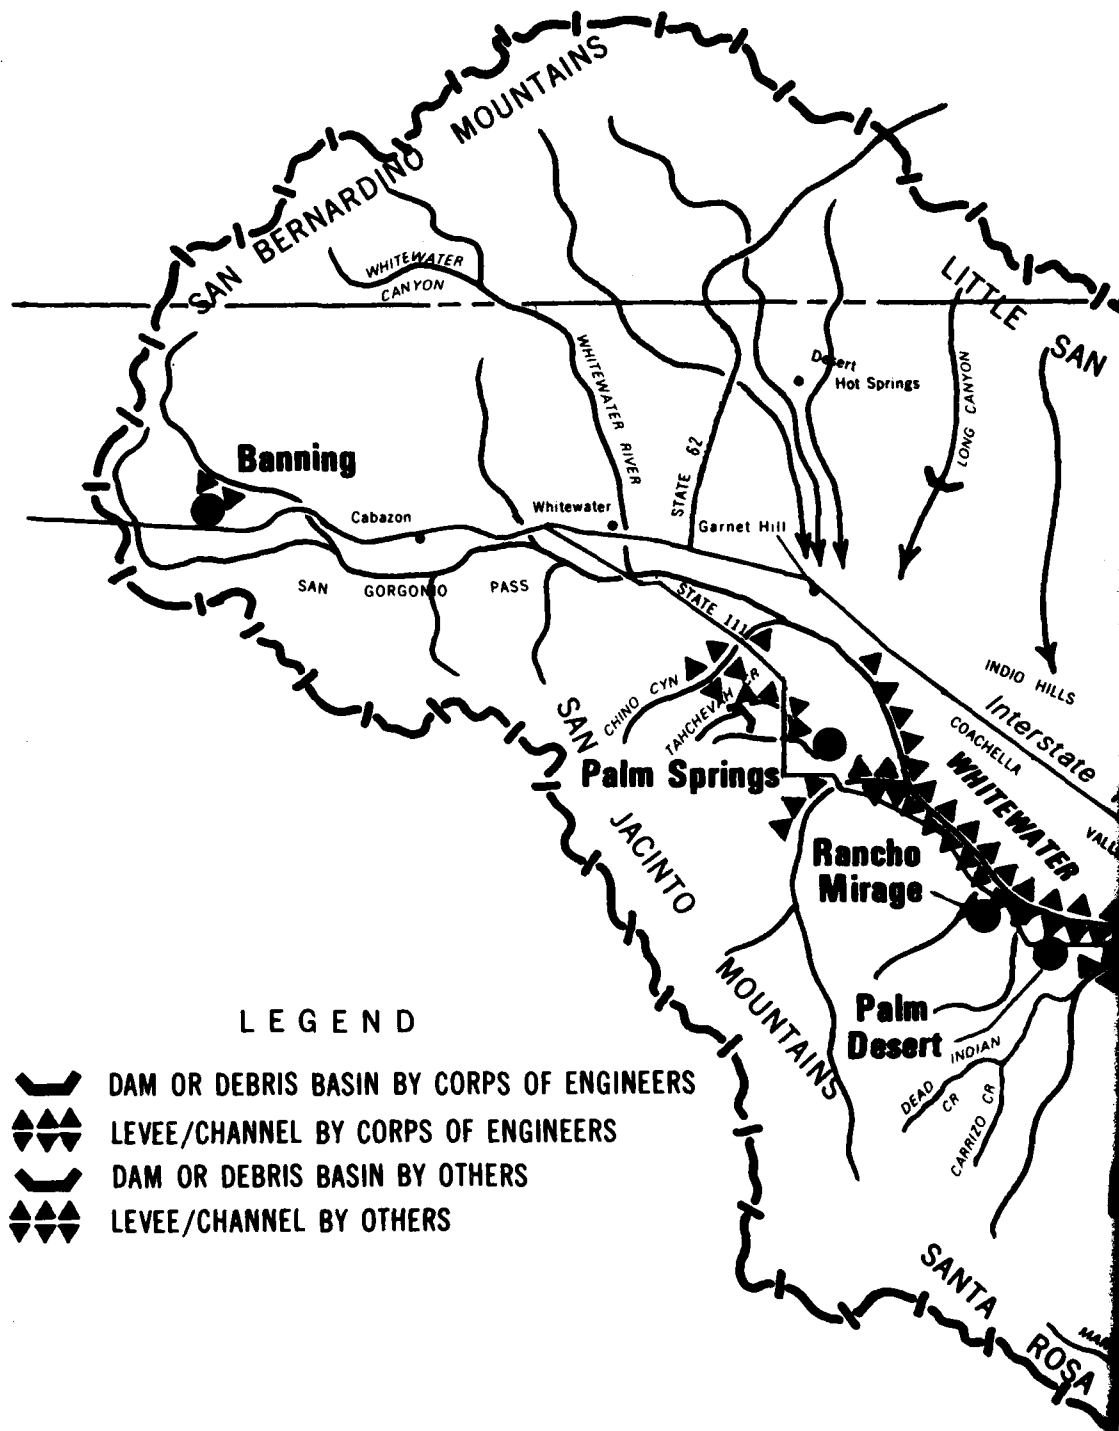 SAN BERNARDINO MOUNTAINS
WHITEWATER
CANYON
LITTLE SAN
WHITEWATER RIVER
Desert
Hot Springs
LONG CANYON
STATE 62
Banning
Whitewater
Cabazon
Garnet Hill
SAN GORGONIO PASS
STATE 111
CHINO CYN
TAHCHEVAH CR
INDIO HILLS
Interstate
COACHELLA
WHITEWATER
SAN JACINTO MOUNTAINS
Palm Springs
Rancho
Mirage
Palm
Desert
INDIAN
DEAD
CR
CARRIZO CR
LEGEND
DAM OR DEBRIS BASIN BY CORPS OF ENGINEERS
LEVEE/CHANNEL BY CORPS OF ENGINEERS
DAM OR DEBRIS BASIN BY OTHERS
LEVEE/CHANNEL BY OTHERS
SANTA
ROSA